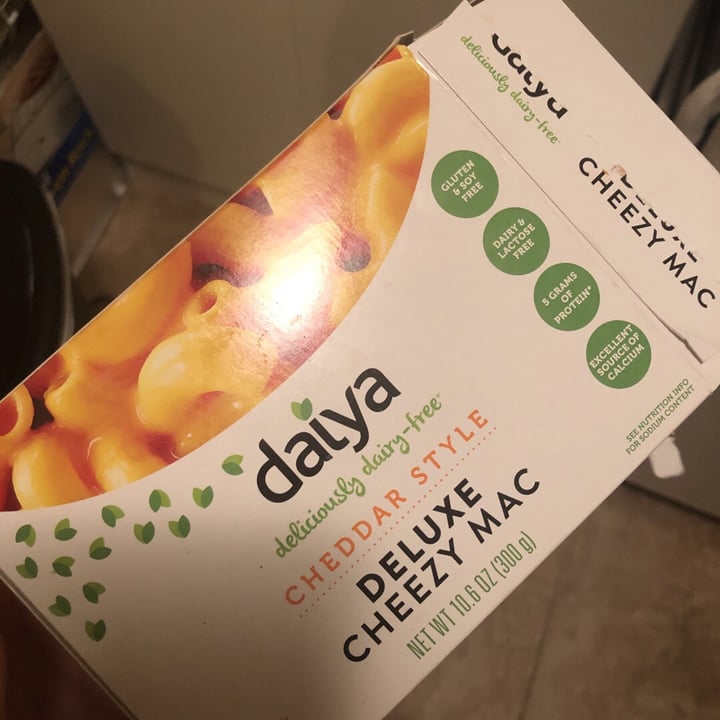 daiya
deliciously dairy-free®
CHEDDAR STYLE
DELUXE
CHEEZY MAC
NET WT 10.6 OZ (300 g)
GLUTEN
& SOY
FREE
DAIRY &
LACTOSE
FREE
5 GRAMS
OF
PROTEIN*
EXCELLENT
SOURCE OF
CALCIUM
SEE NUTRITION INFO
FOR SODIUM CONTENT
daiya
deliciously dairy-free®
DELUXE
CHEEZY MAC